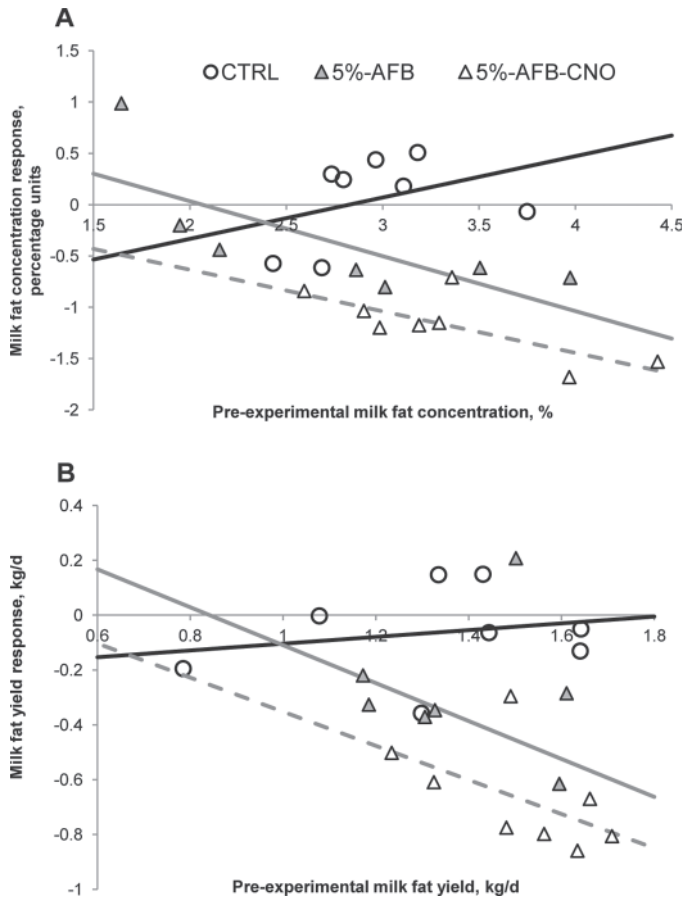 A
1.5
CTRL 5%-AFB 5%-AFB-CNO
1
0.5
0
1.5 2 2.5 3 3.5 4 4.5
-0.5
-1
-1.5
-2
Milk fat concentration response,
percentage units
Pre-experimental milk fat concentration, %
B
0.4
0.2
0
0.6 0.8 1 1.2 1.4 1.6 1.8
-0.2
-0.4
-0.6
-0.8
-1
Milk fat yield response, kg/d
Pre-experimental milk fat yield, kg/d